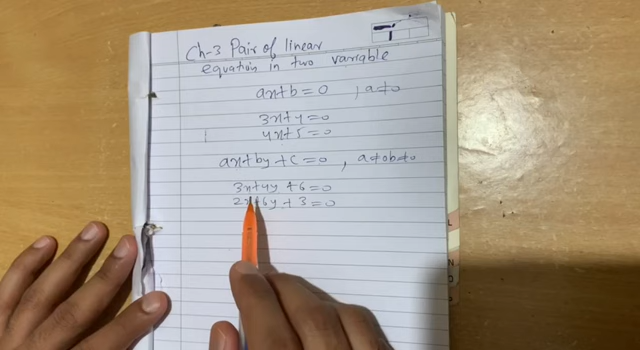 Ch-3 Pair of linear
equation in two variable
ax+b=0 , a≠0
3x+4=0
4x+5=0
ax+by+c=0 , a≠0b≠0
3x+4y+6=0
2x+6y+3=0